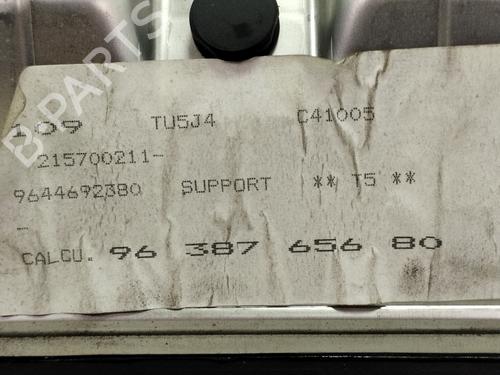 B-PARTS
109 TU5J4 C41005
215700211-
9644692380 SUPPORT ** T5 **
-
CALCU. 96 387 656 80